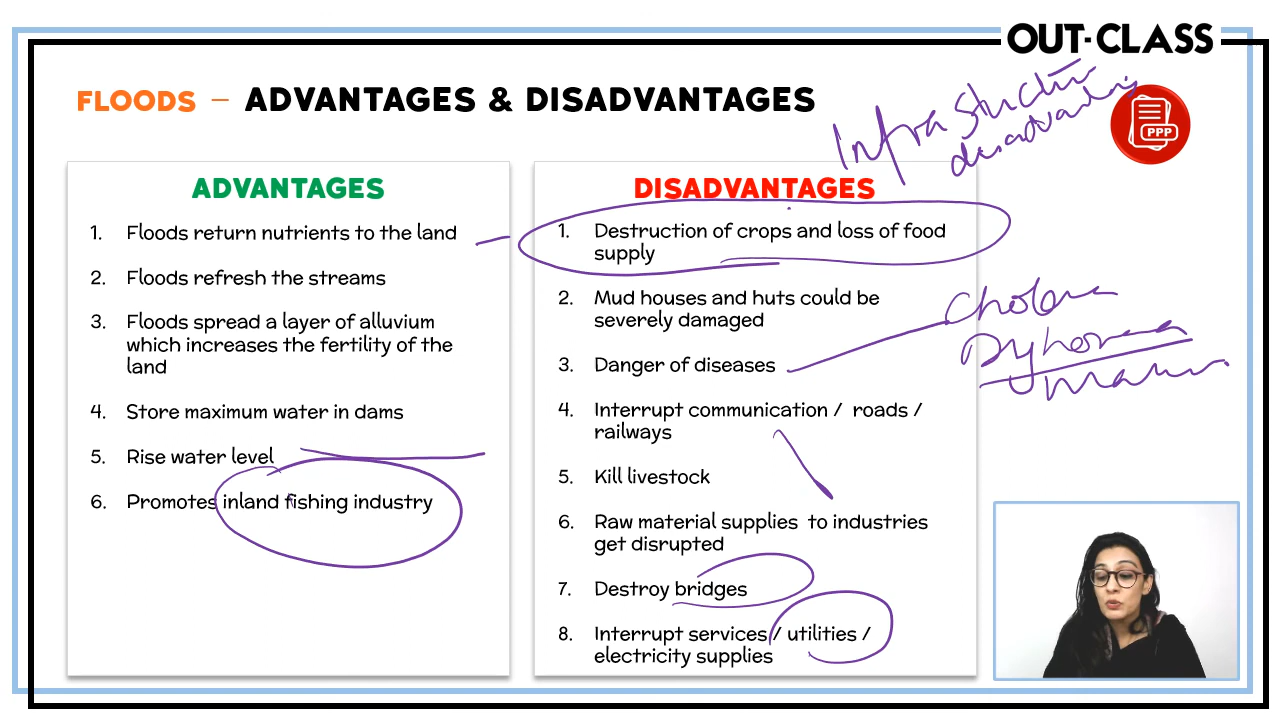 OUT-CLASS
FLOODS – ADVANTAGES & DISADVANTAGES
PPP
Infrastructure
ADVANTAGES
1. Floods return nutrients to the land
2. Floods refresh the streams
3. Floods spread a layer of alluvium
which increases the fertility of the
land
4. Store maximum water in dams
5. Rise water level
6. Promotes inland fishing industry
DISADVANTAGES
1. Destruction of crops and loss of food
supply
2. Mud houses and huts could be
severely damaged
3. Danger of diseases
Cholera
4. Interrupt communication / roads /
railways
5. Kill livestock
6. Raw material supplies to industries
get disrupted
7. Destroy bridges
8. Interrupt services / utilities /
electricity supplies